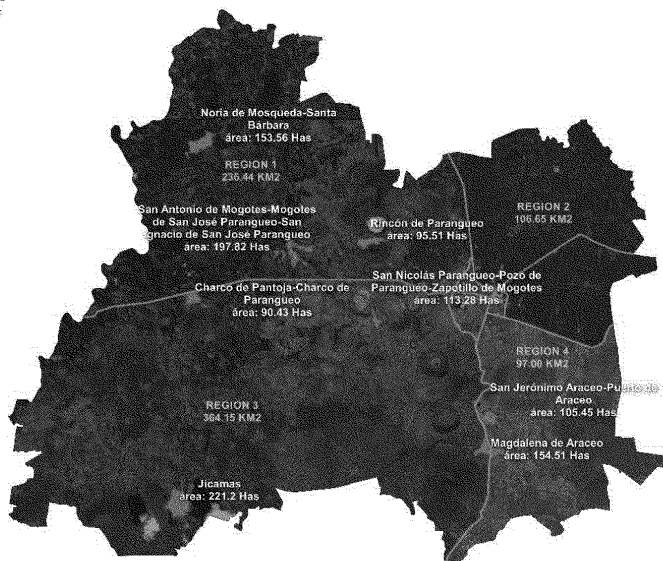 Noria de Mosqueda-Santa
Bárbara
área: 153.56 Has
REGION 1
236.44 KM2
REGION 2
106.65 KM2
San Antonio de Mogotes-Mogotes
de San José Parangueo-San
Ignacio de San José Parangueo
área: 197.82 Has
Rincón de Parangueo
área: 95.51 Has
San Nicolás Parangueo-Pozo de
Parangueo-Zapotillo de Mogotes
área: 113.28 Has
Charco de Pantoja-Charco de
Parangueo
área: 90.43 Has
REGION 4
97.00 KM2
San Jerónimo Araceo-Puerto de
Araceo
área: 105.45 Has
REGION 3
364.15 KM2
Magdalena de Araceo
área: 154.51 Has
Jicamas
área: 221.2 Has